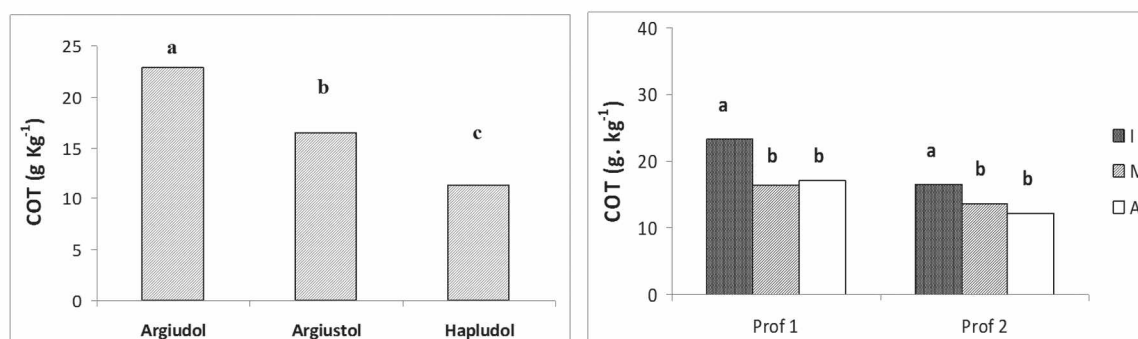 COT (g Kg-1)
25
20
15
10
5
0
a
b
c
Argiudol
Argiustol
Hapludol
COT (g. kg-1)
40
30
20
10
0
a
b
b
a
b
b
Prof 1
Prof 2
I
A